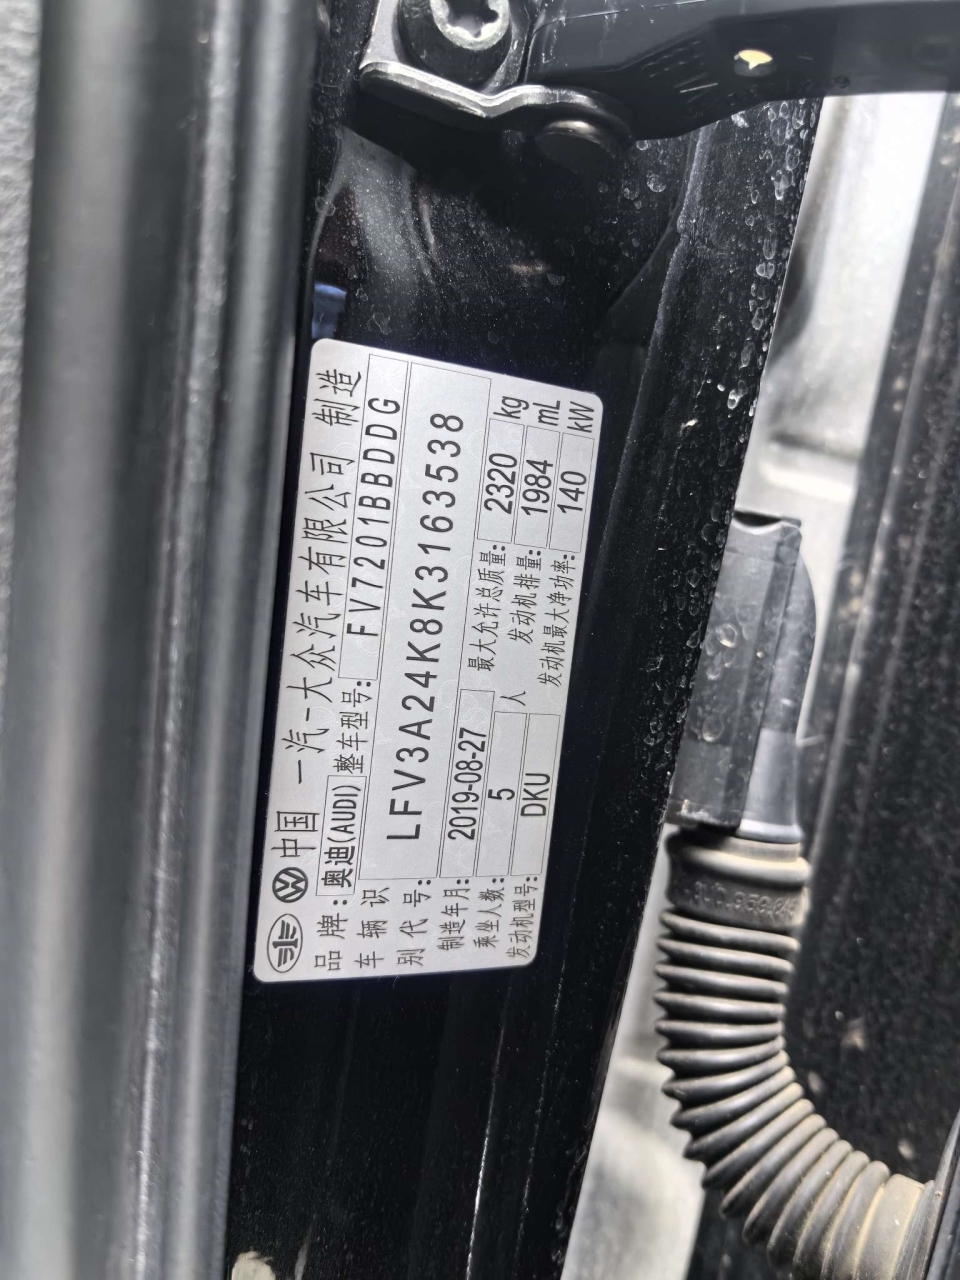 中国 一汽-大众汽车有限公司 制造
品 牌: 奥迪(AUDI) 整车型号: FV7201BBDDG
车 辆 识
别 代 号: LFV3A24K8K3163538
制造年月: 2019-08-27 最大允许总质量: 2320 kg
乘坐人数: 5 人 发动机排量: 1984 mL
发动机型号: DKU 发动机最大净功率: 140 kW